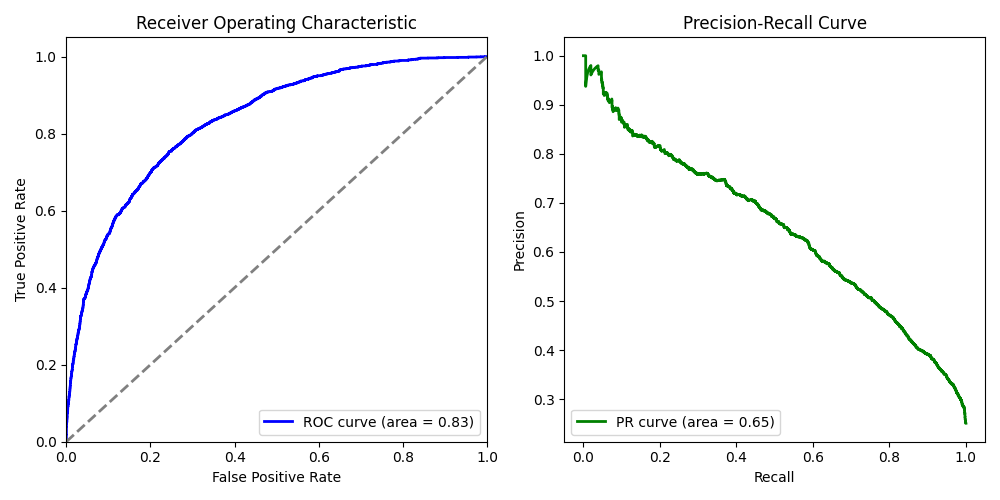 Receiver Operating Characteristic
True Positive Rate
1.0
0.8
0.6
0.4
0.2
0.0
0.0 0.2 0.4 0.6 0.8 1.0
False Positive Rate
ROC curve (area = 0.83)
Precision-Recall Curve
Precision
1.0
0.9
0.8
0.7
0.6
0.5
0.4
0.3
0.0 0.2 0.4 0.6 0.8 1.0
Recall
PR curve (area = 0.65)